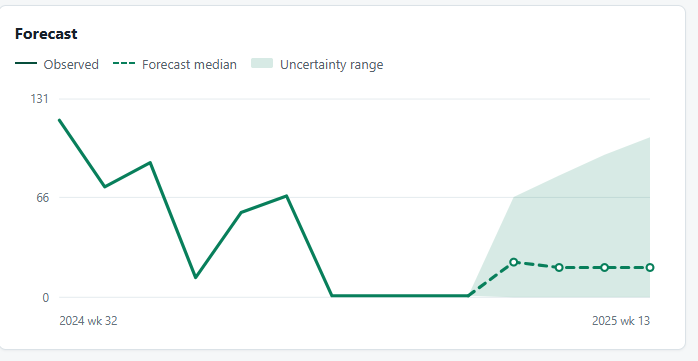 Forecast
Observed Forecast median Uncertainty range
131
66
0
2024 wk 32 2025 wk 13